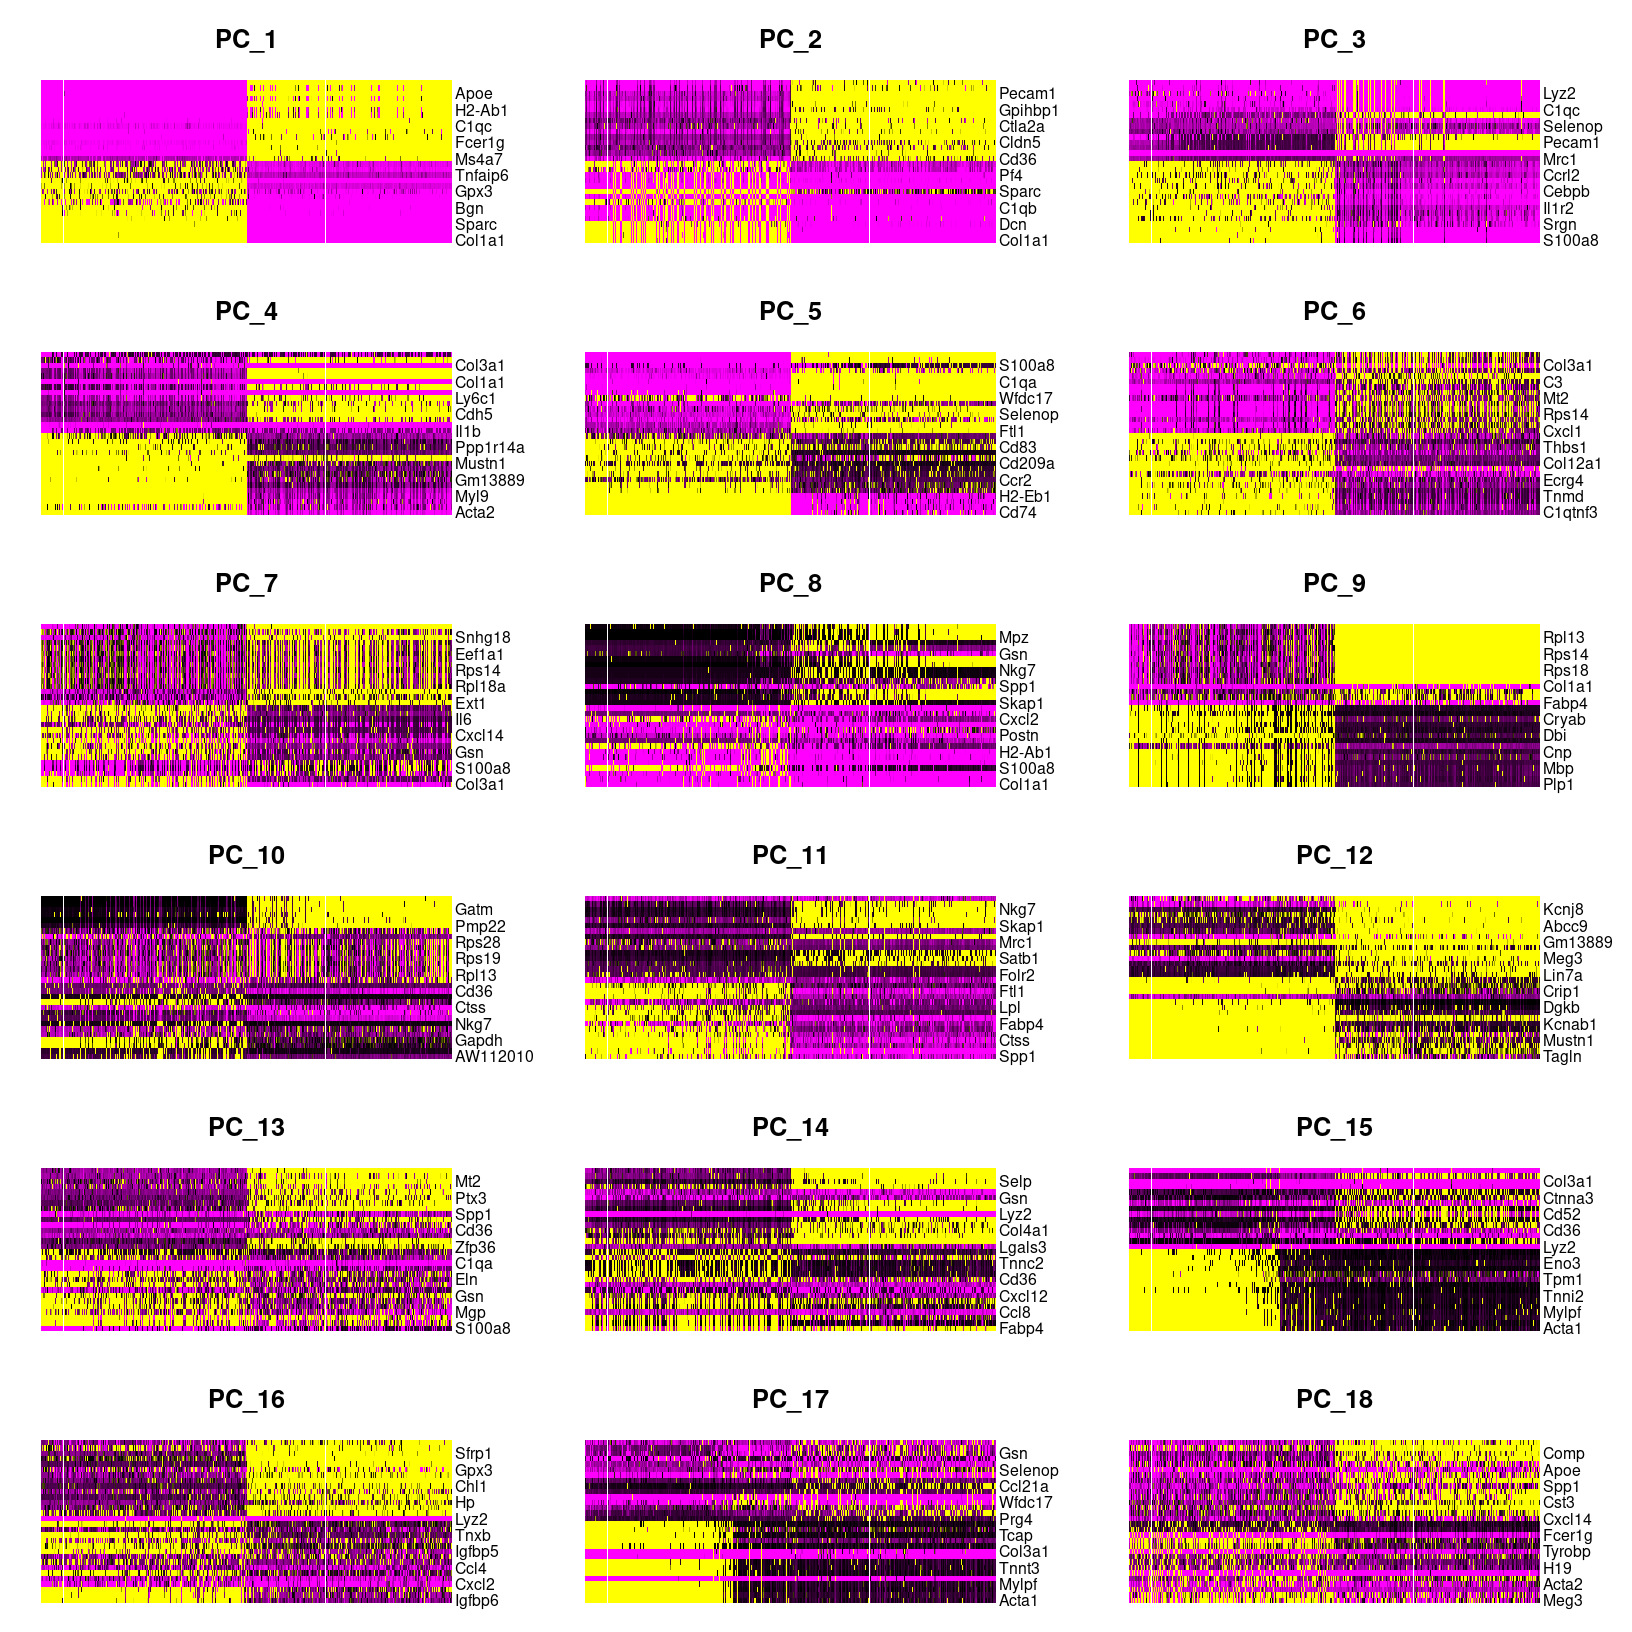 PC_1
Apoe
H2-Ab1
C1qc
Fcer1g
Ms4a7
Tnfaip6
Gpx3
Bgn
Sparc
Col1a1
PC_2
Pecam1
Gpihbp1
Ctla2a
Cldn5
Cd36
Pf4
Sparc
C1qb
Dcn
Col1a1
PC_3
Lyz2
C1qc
Selenop
Pecam1
Mrc1
Ccrl2
Cebpb
Il1r2
Srgn
S100a8
PC_4
Col3a1
Col1a1
Ly6c1
Cdh5
Il1b
Ppp1r14a
Mustn1
Gm13889
Myl9
Acta2
PC_5
S100a8
C1qa
Wfdc17
Selenop
Ftl1
Cd83
Cd209a
Ccr2
H2-Eb1
Cd74
PC_6
Col3a1
C3
Mt2
Rps14
Cxcl1
Thbs1
Col12a1
Ecrg4
Tnmd
C1qtnf3
PC_7
Snhg18
Eef1a1
Rps14
Rpl18a
Ext1
Il6
Cxcl14
Gsn
S100a8
Col3a1
PC_8
Mpz
Gsn
Nkg7
Spp1
Skap1
Cxcl2
Postn
H2-Ab1
S100a8
Col1a1
PC_9
Rpl13
Rps14
Rps18
Col1a1
Fabp4
Cryab
Dbi
Cnp
Mbp
Plp1
PC_10
Gatm
Pmp22
Rps28
Rps19
Rpl13
Cd36
Ctss
Nkg7
Gapdh
AW112010
PC_11
Nkg7
Skap1
Mrc1
Satb1
Folr2
Ftl1
Lpl
Fabp4
Ctss
Spp1
PC_12
Kcnj8
Abcc9
Gm13889
Meg3
Lin7a
Crip1
Dgkb
Kcnab1
Mustn1
Tagln
PC_13
Mt2
Ptx3
Spp1
Cd36
Zfp36
C1qa
Eln
Gsn
Mgp
S100a8
PC_14
Selp
Gsn
Lyz2
Col4a1
Lgals3
Tnnc2
Cd36
Cxcl12
Ccl8
Fabp4
PC_15
Col3a1
Ctnna3
Cd52
Cd36
Lyz2
Eno3
Tpm1
Tnni2
Mylpf
Acta1
PC_16
Sfrp1
Gpx3
Chl1
Hp
Lyz2
Tnxb
Igfbp5
Ccl4
Cxcl2
Igfbp6
PC_17
Gsn
Selenop
Ccl21a
Wfdc17
Prg4
Tcap
Col3a1
Tnnt3
Mylpf
Acta1
PC_18
Comp
Apoe
Spp1
Cst3
Cxcl14
Fcer1g
Tyrobp
H19
Acta2
Meg3